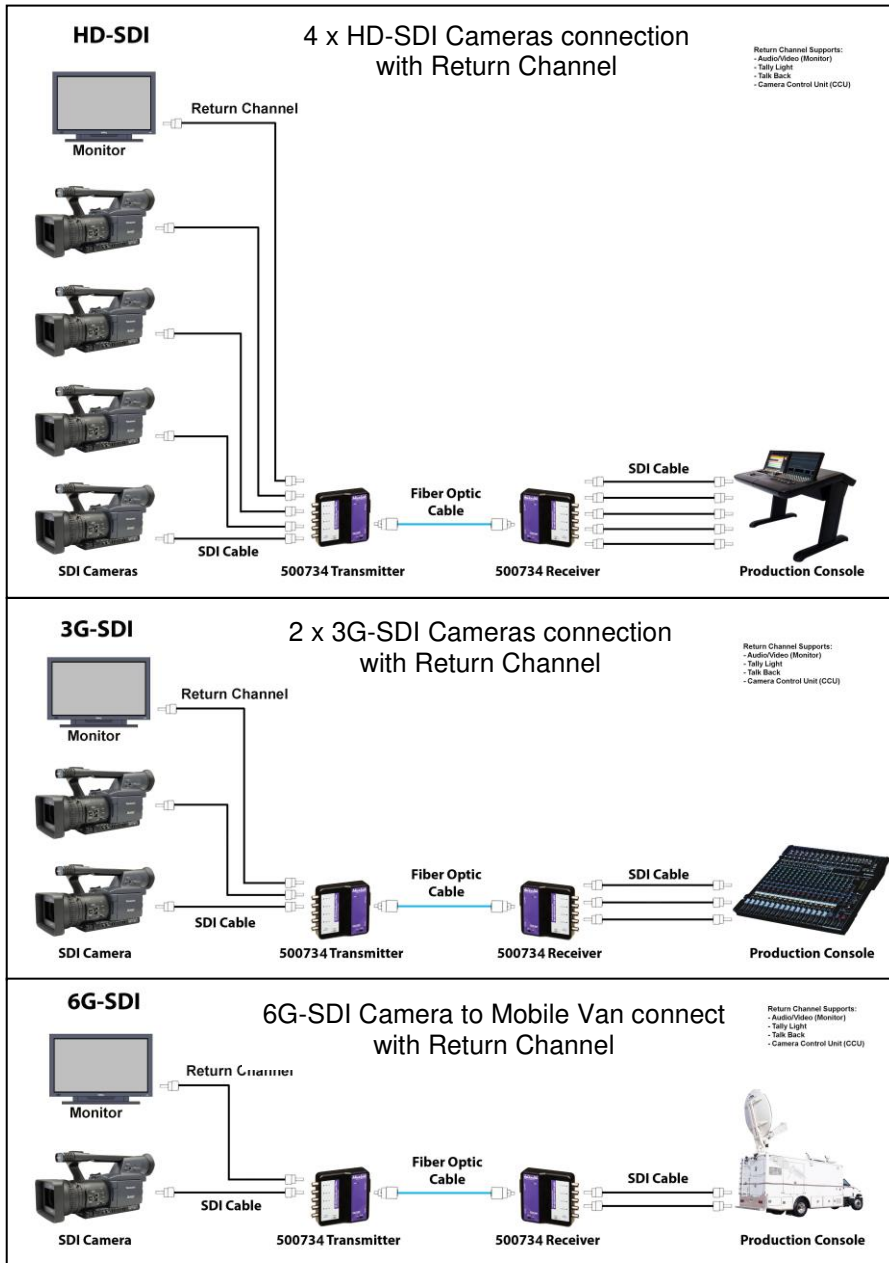 HD-SDI
4 x HD-SDI Cameras connection
with Return Channel
Return Channel Supports:
- Audio/Video (Monitor)
- Tally Light
- Talk Back
- Camera Control Unit (CCU)
Return Channel
Monitor
SDI Cable
Fiber Optic
Cable
SDI Cable
SDI Cameras
500734 Transmitter
500734 Receiver
Production Console
3G-SDI
2 x 3G-SDI Cameras connection
with Return Channel
Return Channel Supports:
- Audio/Video (Monitor)
- Tally Light
- Talk Back
- Camera Control Unit (CCU)
Return Channel
Monitor
SDI Cable
Fiber Optic
Cable
SDI Cable
SDI Camera
500734 Transmitter
500734 Receiver
Production Console
6G-SDI
6G-SDI Camera to Mobile Van connect
with Return Channel
Return Channel Supports:
- Audio/Video (Monitor)
- Tally Light
- Talk Back
- Camera Control Unit (CCU)
Return Channel
Monitor
SDI Cable
Fiber Optic
Cable
SDI Cable
SDI Camera
500734 Transmitter
500734 Receiver
Production Console